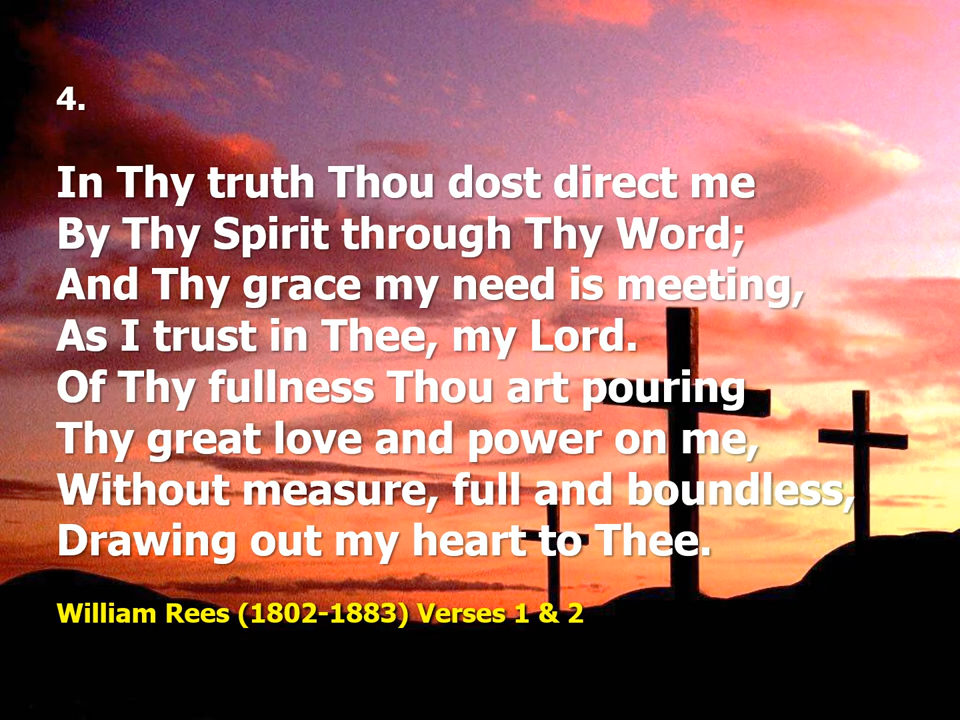 4.
In Thy truth Thou dost direct me
By Thy Spirit through Thy Word;
And Thy grace my need is meeting,
As I trust in Thee, my Lord.
Of Thy fullness Thou art pouring
Thy great love and power on me,
Without measure, full and boundless,
Drawing out my heart to Thee.
William Rees (1802-1883) Verses 1 & 2